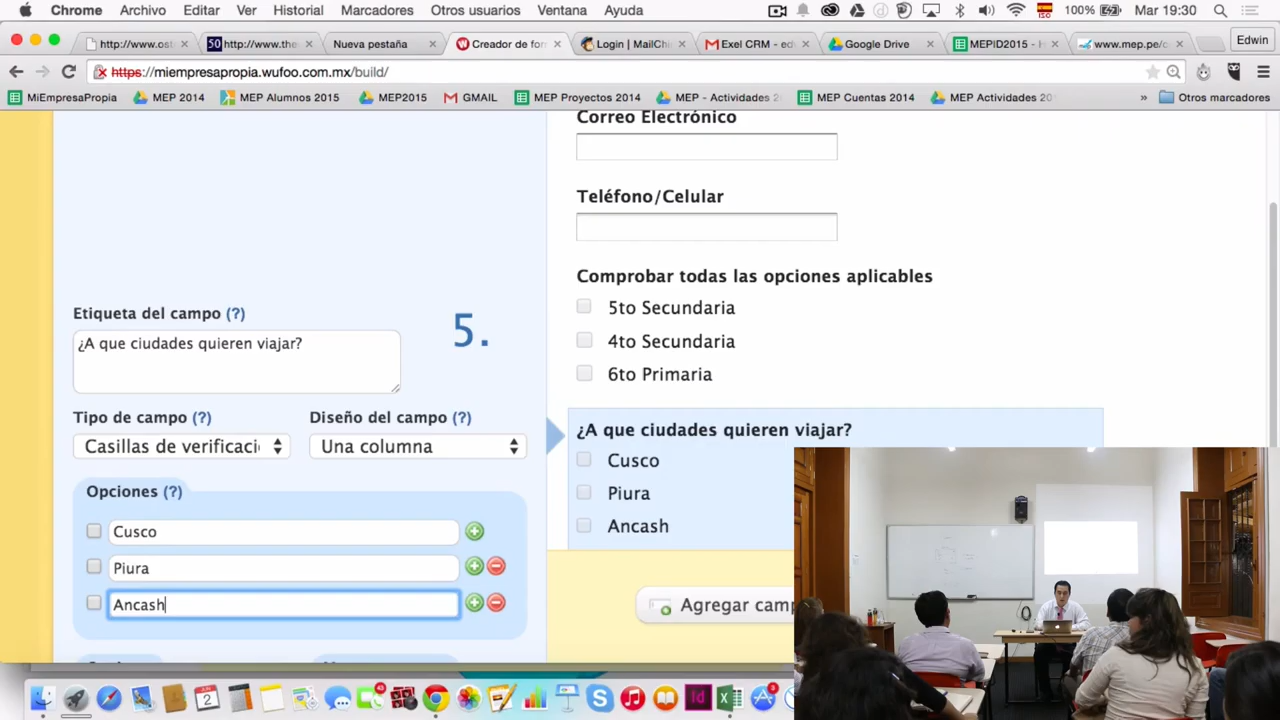 Chrome Archivo Editar Ver Historial Marcadores Otros usuarios Ventana Ayuda 100% Mar 19:30
http://www.ost 50 http://www.the Nueva pestaña Creador de for Login | MailChi Exel CRM - ed Google Drive MEPID2015 - H www.mep.pe/c Edwin
https://miempresapropia.wufoo.com.mx/build/
MiEmpresaPropia MEP 2014 MEP Alumnos 2015 MEP2015 GMAIL MEP Proyectos 2014 MEP - Actividades 2 MEP Cuentas 2014 MEP Actividades 20 » Otros marcadores
Correo Electrónico
Teléfono/Celular
Comprobar todas las opciones aplicables
5to Secundaria
4to Secundaria
6to Primaria
Etiqueta del campo (?)
5.
¿A que ciudades quieren viajar?
Tipo de campo (?) Diseño del campo (?)
Casillas de verificaci Una columna
Opciones (?)
Cusco
Piura
Ancash
¿A que ciudades quieren viajar?
Cusco
Piura
Ancash
Agregar camp